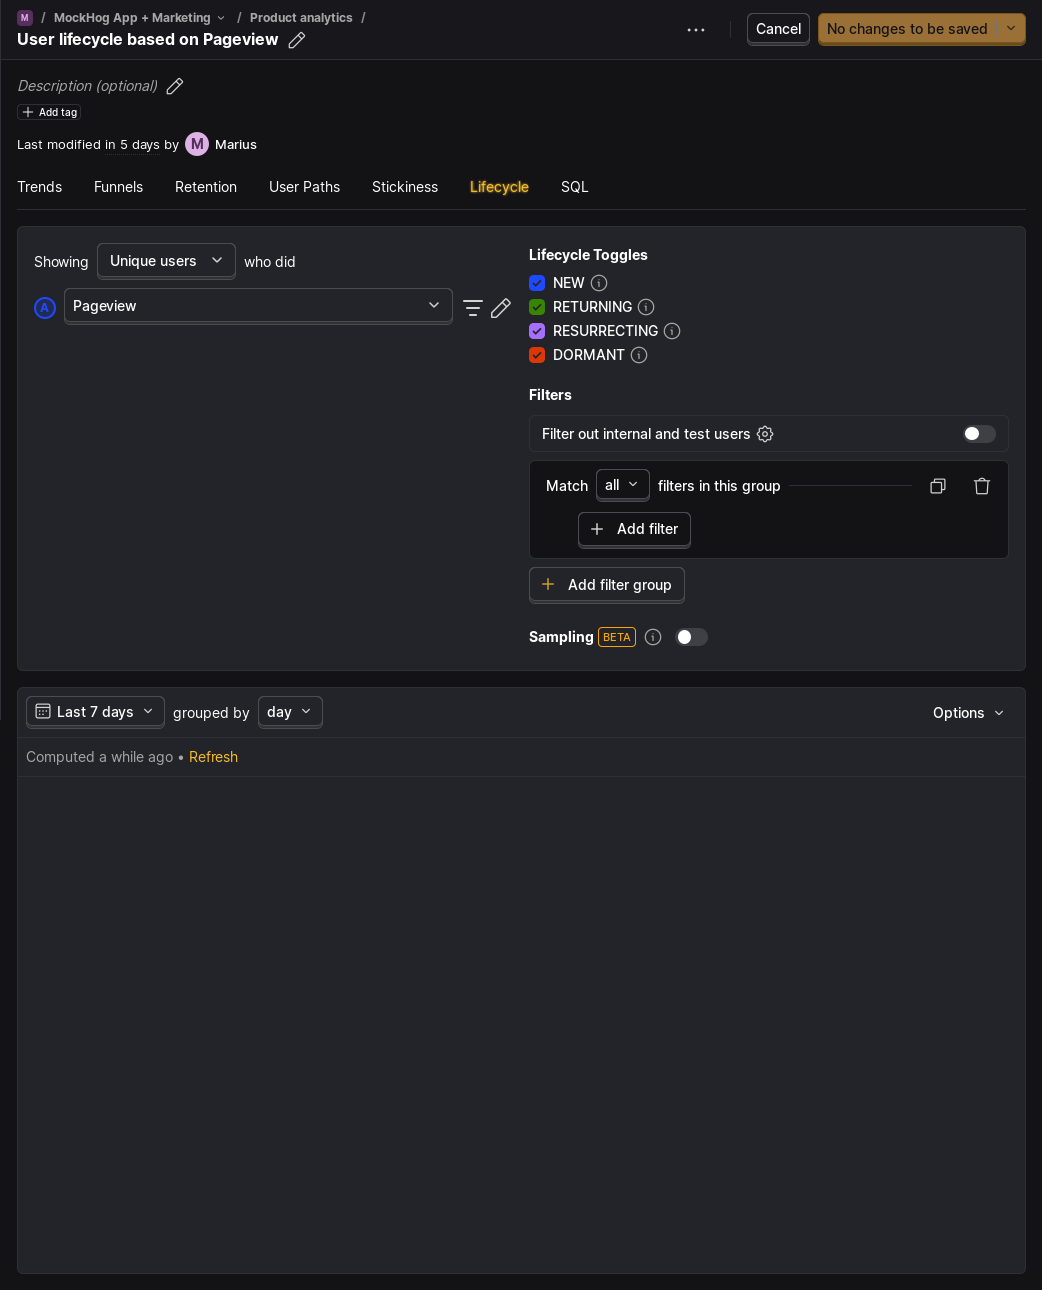 M / MockHog App + Marketing / Product analytics /
User lifecycle based on Pageview
Cancel
No changes to be saved
Description (optional)
Add tag
Last modified in 5 days by M Marius
Trends Funnels Retention User Paths Stickiness Lifecycle SQL
Showing Unique users who did
A Pageview
Lifecycle Toggles
NEW
RETURNING
RESURRECTING
DORMANT
Filters
Filter out internal and test users
Match all filters in this group
Add filter
Add filter group
Sampling BETA
Last 7 days grouped by day
Options
Computed a while ago • Refresh